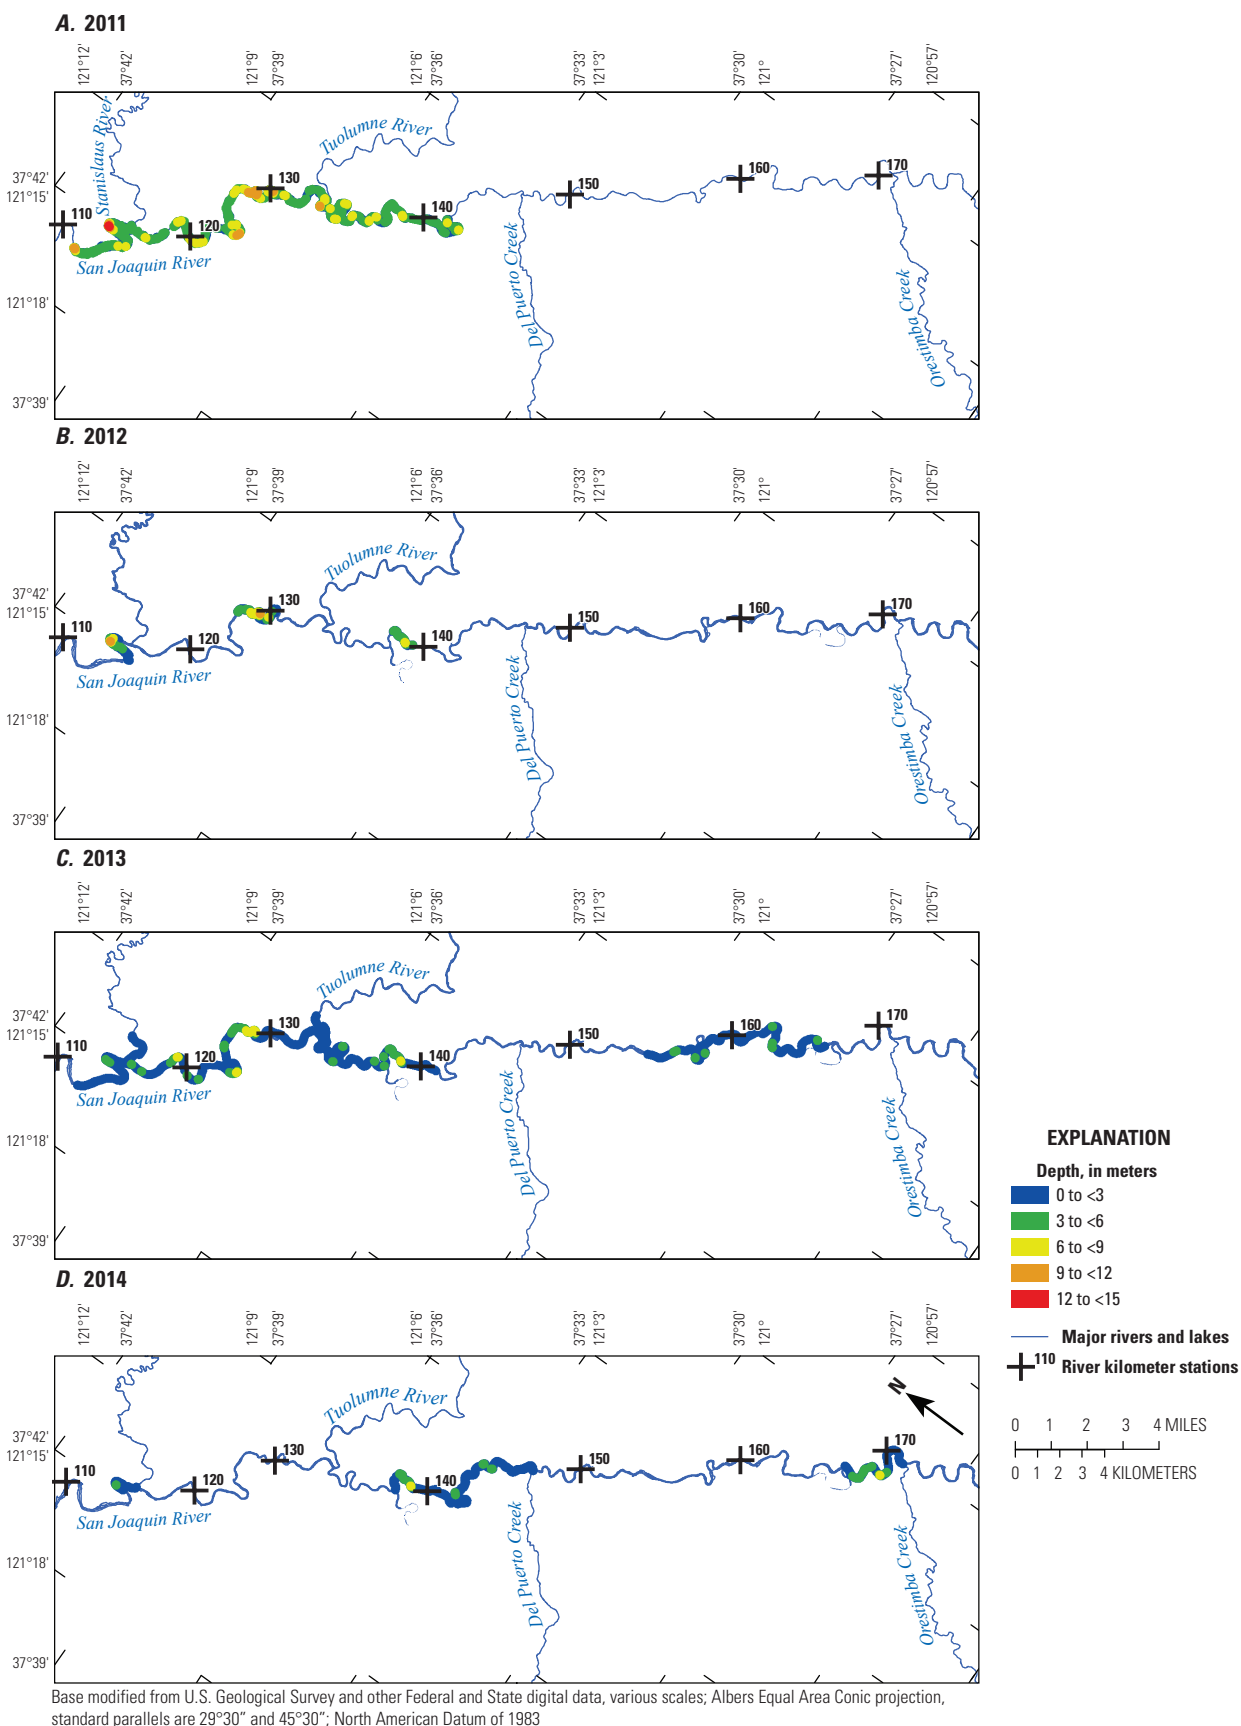 A. 2011
121°12'
37°42'
121°9'
37°39'
121°6'
37°36'
37°33'
121°3'
37°30'
121°
37°27'
120°57'
Stanislaus River
Tuolumne River
37°42'
121°15'
110
120
130
140
150
160
170
San Joaquin River
Del Puerto Creek
Orestimba Creek
121°18'
37°39'
B. 2012
121°12'
37°42'
121°9'
37°39'
121°6'
37°36'
37°33'
121°3'
37°30'
121°
37°27'
120°57'
Tuolumne River
37°42'
121°15'
110
120
130
140
150
160
170
San Joaquin River
Del Puerto Creek
Orestimba Creek
121°18'
37°39'
C. 2013
121°12'
37°42'
121°9'
37°39'
121°6'
37°36'
37°33'
121°3'
37°30'
121°
37°27'
120°57'
Tuolumne River
37°42'
121°15'
110
120
130
140
150
160
170
San Joaquin River
Del Puerto Creek
Orestimba Creek
121°18'
37°39'
D. 2014
121°12'
37°42'
121°9'
37°39'
121°6'
37°36'
37°33'
121°3'
37°30'
121°
37°27'
120°57'
Tuolumne River
37°42'
121°15'
110
120
130
140
150
160
170
San Joaquin River
Del Puerto Creek
Orestimba Creek
121°18'
37°39'
EXPLANATION
Depth, in meters
0 to <3
3 to <6
6 to <9
9 to <12
12 to <15
Major rivers and lakes
110 River kilometer stations
N
0 1 2 3 4 MILES
0 1 2 3 4 KILOMETERS
Base modified from U.S. Geological Survey and other Federal and State digital data, various scales; Albers Equal Area Conic projection,
standard parallels are 29°30” and 45°30”; North American Datum of 1983